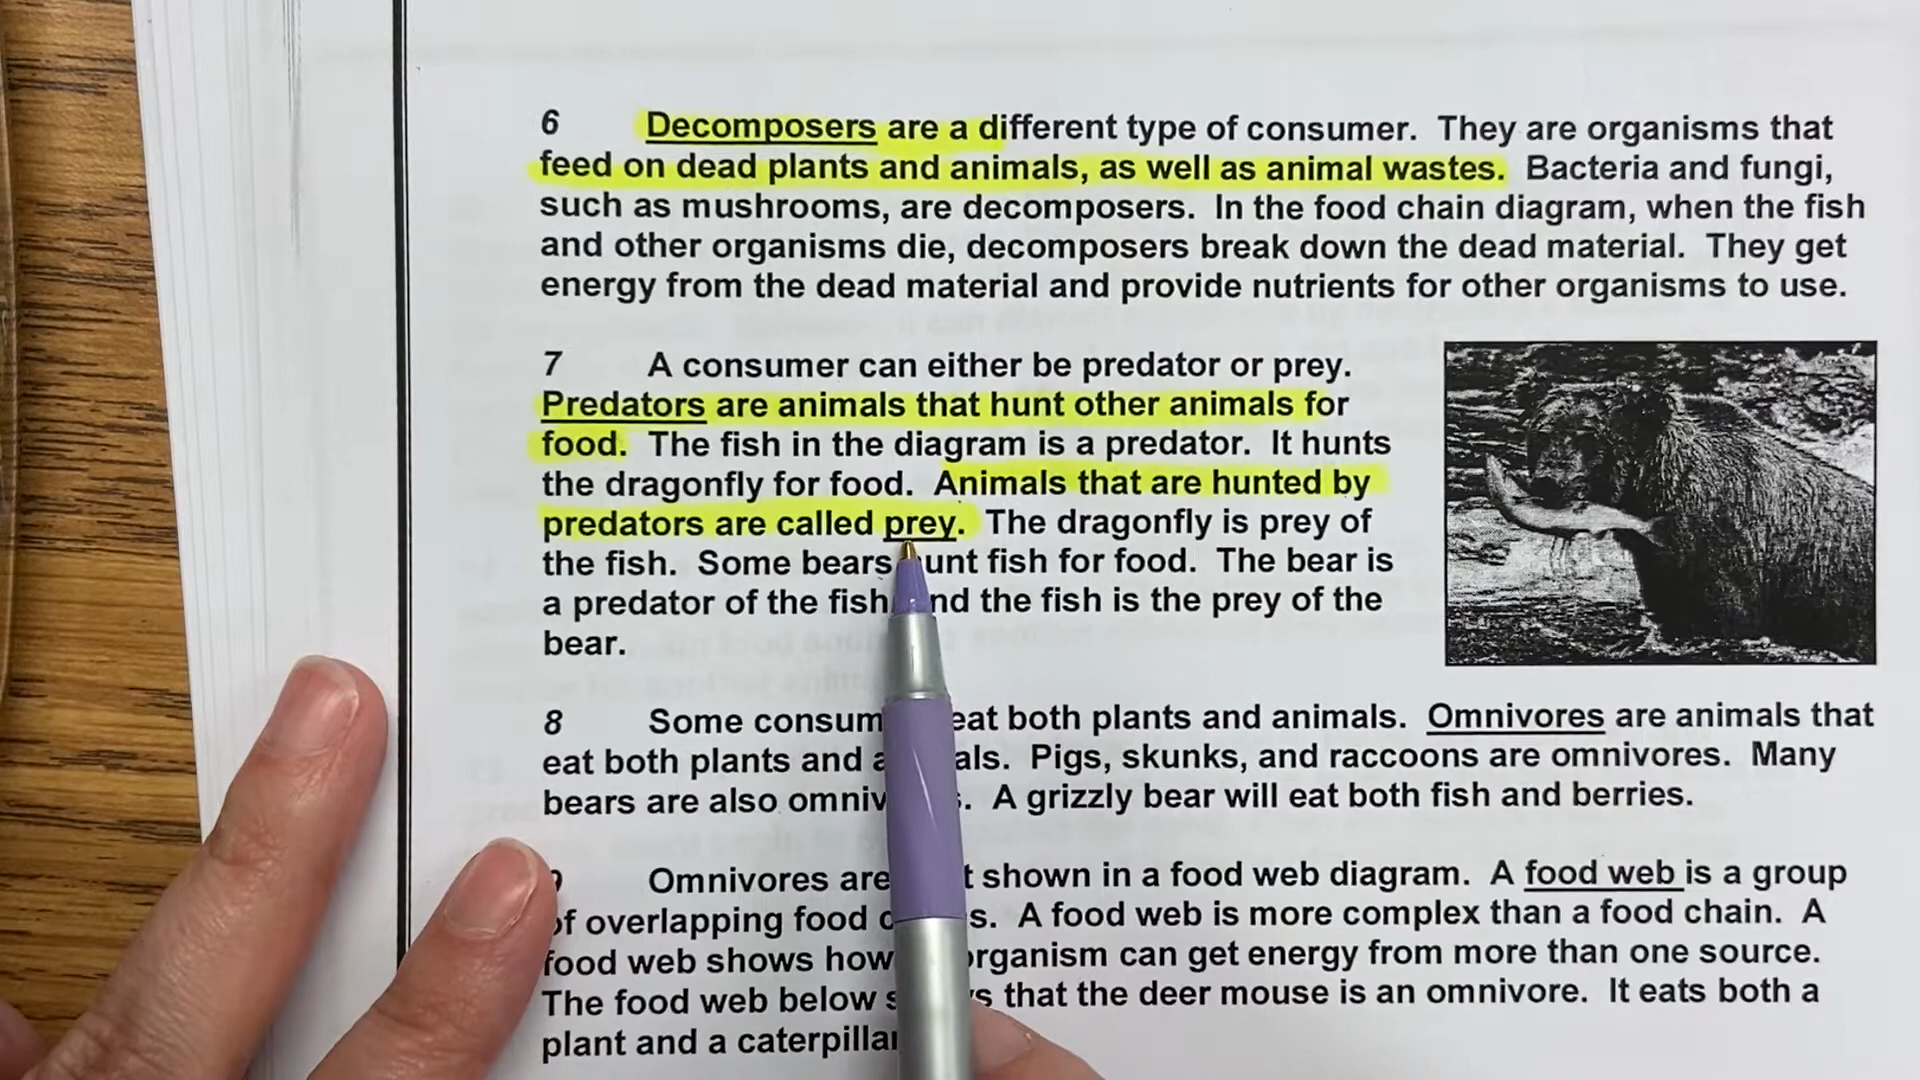 6 Decomposers are a different type of consumer. They are organisms that
feed on dead plants and animals, as well as animal wastes. Bacteria and fungi,
such as mushrooms, are decomposers. In the food chain diagram, when the fish
and other organisms die, decomposers break down the dead material. They get
energy from the dead material and provide nutrients for other organisms to use.
7 A consumer can either be predator or prey.
Predators are animals that hunt other animals for
food. The fish in the diagram is a predator. It hunts
the dragonfly for food. Animals that are hunted by
predators are called prey. The dragonfly is prey of
the fish. Some bears unt fish for food. The bear is
a predator of the fish nd the fish is the prey of the
bear.
8 Some consum eat both plants and animals. Omnivores are animals that
eat both plants and a als. Pigs, skunks, and raccoons are omnivores. Many
bears are also omniv . A grizzly bear will eat both fish and berries.
Omnivores are t shown in a food web diagram. A food web is a group
of overlapping food c s. A food web is more complex than a food chain. A
food web shows how organism can get energy from more than one source.
The food web below s s that the deer mouse is an omnivore. It eats both a
plant and a caterpilla